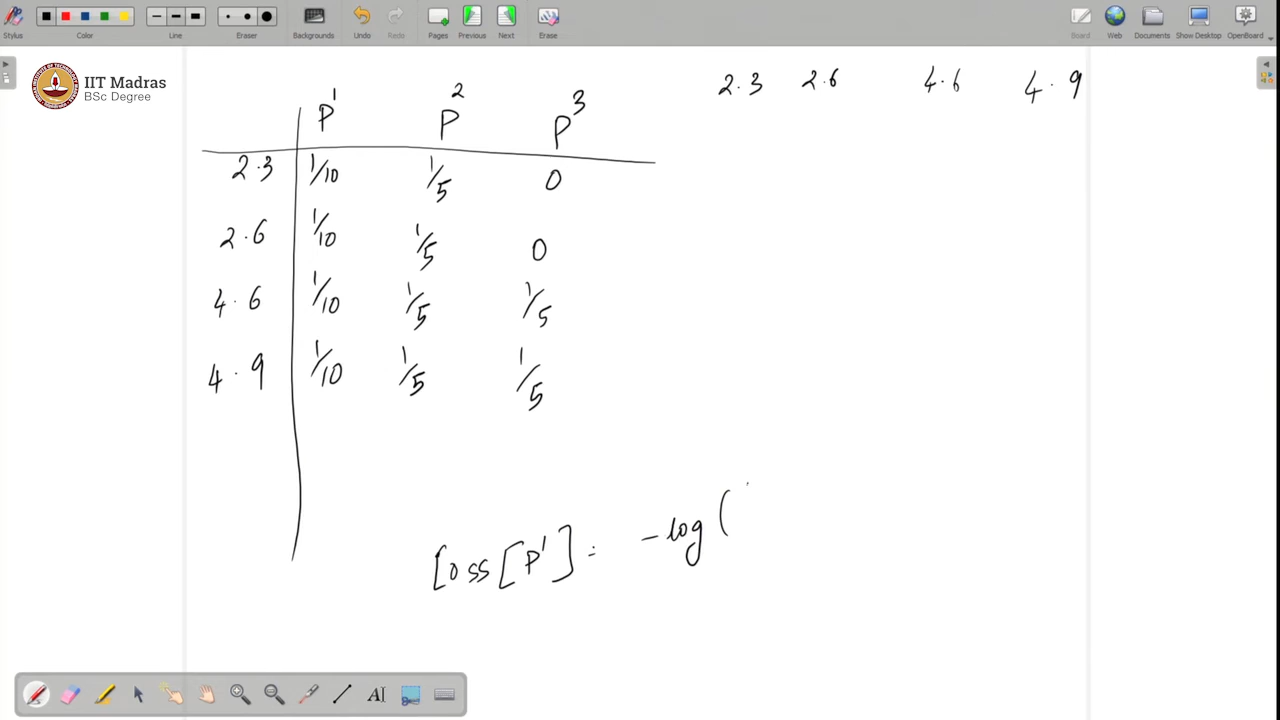 Stylus Color Line Eraser Backgrounds Undo Redo Pages Previous Next Erase Board Web Documents Show Desktop OpenBoard
IIT Madras
BSc Degree
2.3 2.6 4.6 4.9
P¹ P² P³
2.3 1/10 1/5 0
2.6 1/10 1/5 0
4.6 1/10 1/5 1/5
4.9 1/10 1/5 1/5
Loss [P¹] = -log (
AI